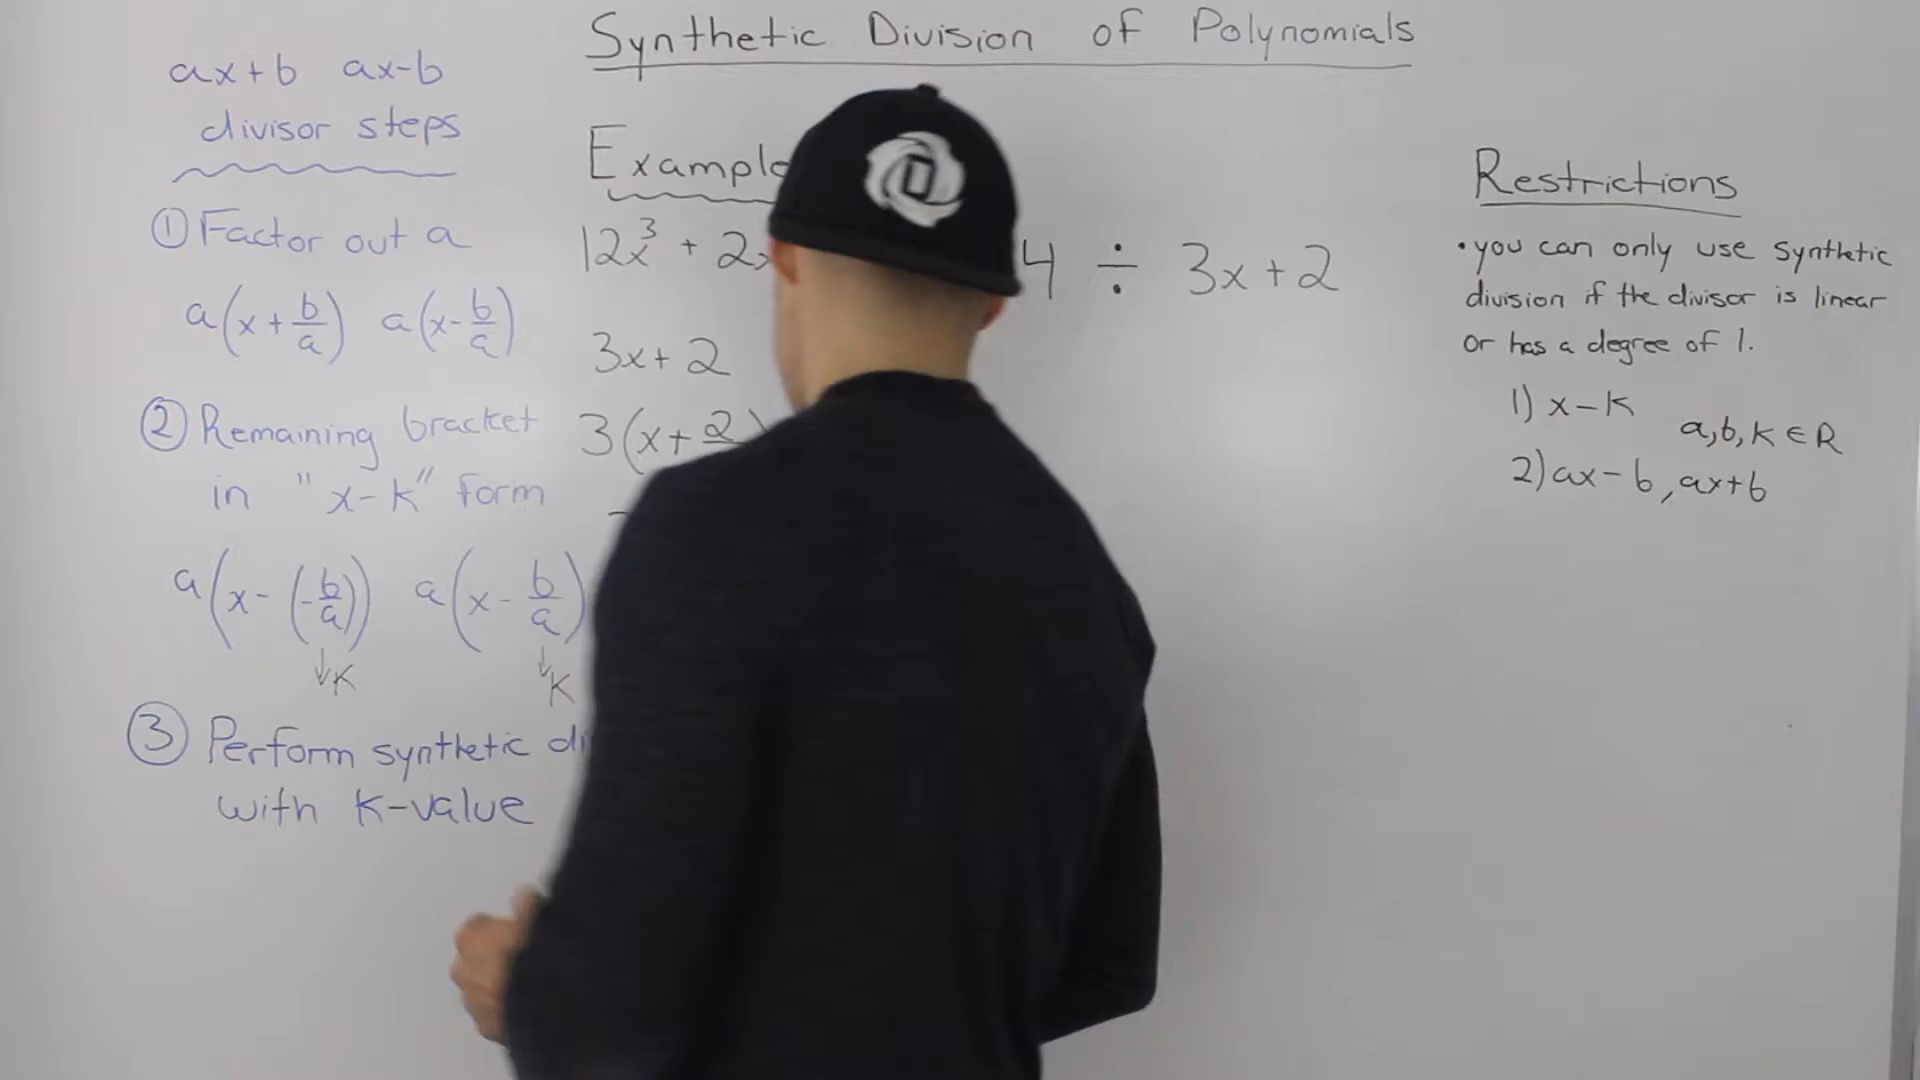 Synthetic Division of Polynomials
ax+b ax-b
divisor steps
① Factor out a
a(x+b/a) a(x-b/a)
② Remaining bracket
in "x-K" form
a(x-(-b/a)) a(x-b/a)
↓K ↓K
③ Perform synthetic
with K-value
12x³ + 4 ÷ 3x+2
3x+2
3(x+2
Restrictions
•you can only use synthetic
division if the divisor is linear
or has a degree of 1.
1) x-K
a,b,K∈R
2) ax-b, ax+b